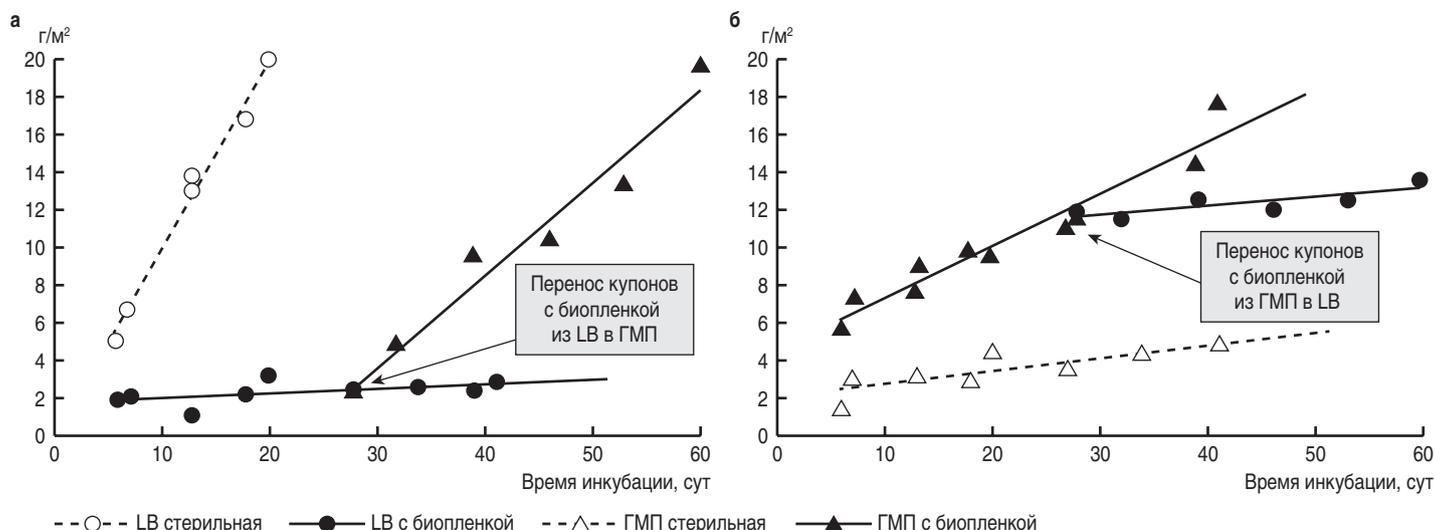 а
г/м²
20
18
16
14
12
10
8
6
4
2
0
0 10 20 30 40 50 60
Время инкубации, сут
Перенос купонов
с биопленкой
из LB в ГМП
б
г/м²
20
18
16
14
12
10
8
6
4
2
0
0 10 20 30 40 50 60
Время инкубации, сут
Перенос купонов
с биопленкой
из ГМП в LB
LB стерильная LB с биопленкой ГМП стерильная ГМП с биопленкой